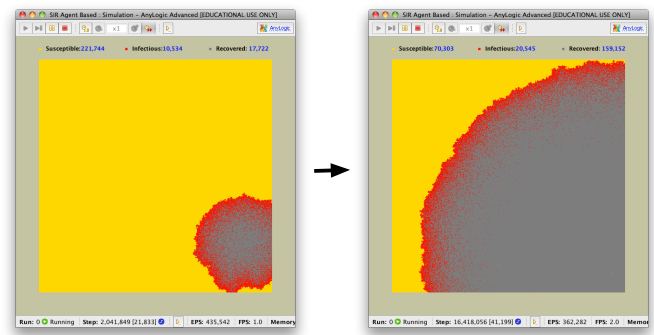 SIR Agent Based : Simulation - AnyLogic Advanced [EDUCATIONAL USE ONLY]
x1
AnyLogic
Susceptible:221,744 Infectious:10,534 Recovered: 17,722
Run: 0 Running Step: 2,041,849 [21,833] EPS: 435,542 FPS: 1.0 Memory
SIR Agent Based : Simulation - AnyLogic Advanced [EDUCATIONAL USE ONLY]
x1
AnyLogic
Susceptible:70,303 Infectious:20,545 Recovered: 159,152
Run: 0 Running Step: 16,418,056 [41,199] EPS: 362,282 FPS: 2.0 Memory